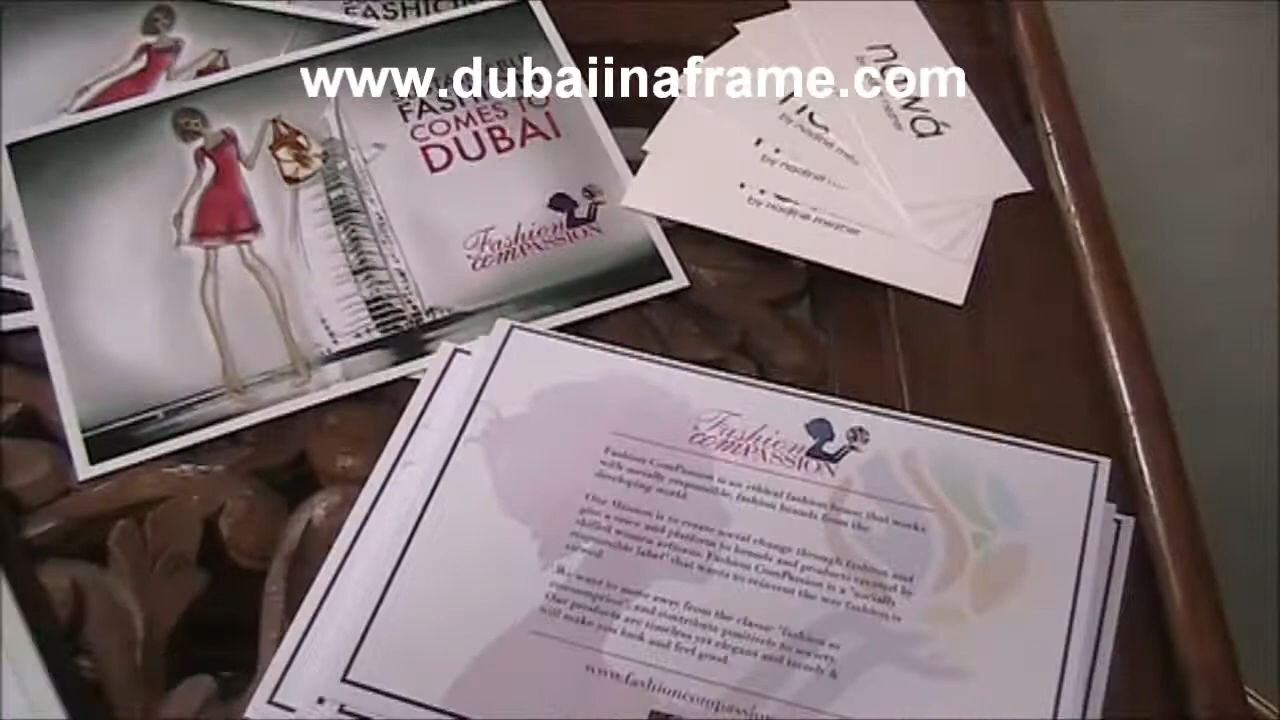 www.dubaiinaframe.com
FASHION
COMES TO
DUBAI
Fashion
comPASSION
by nadine
by nadine
by nadine
Fashion
comPASSION
Fashion ComPassion is an ethical fashion house that works
with socially responsible, fashion brands from the
developing world.
Our Mission is to create social change through fashion and
give a voice and platform to brands and products created by
skilled women artisans. Fashion ComPassion is a "socially
responsible label" that wants to reinvent the way fashion is
viewed.
We want to move away from the classic "fashion as
consumption", and contribute positively to society.
Our products are timeless yet elegant and trendy &
will make you look and feel good.
www.fashioncompassion